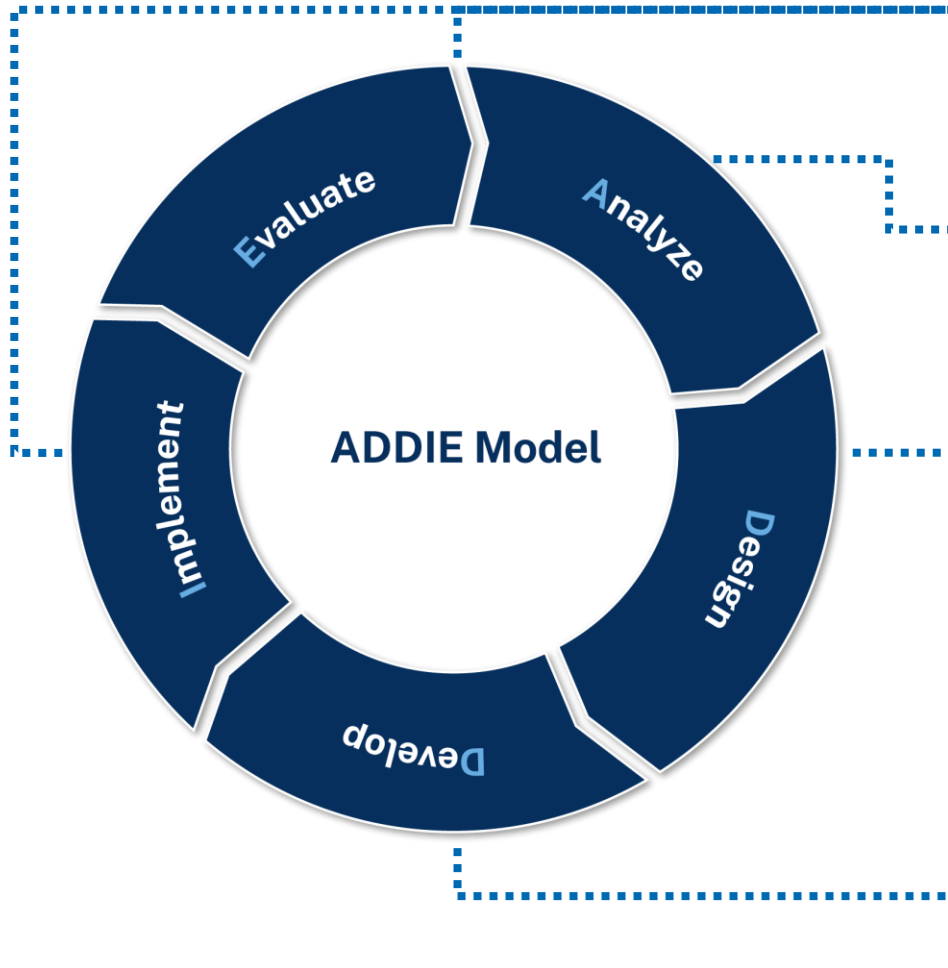 ADDIE Model
Analyze
Design
Develop
Implement
Evaluate